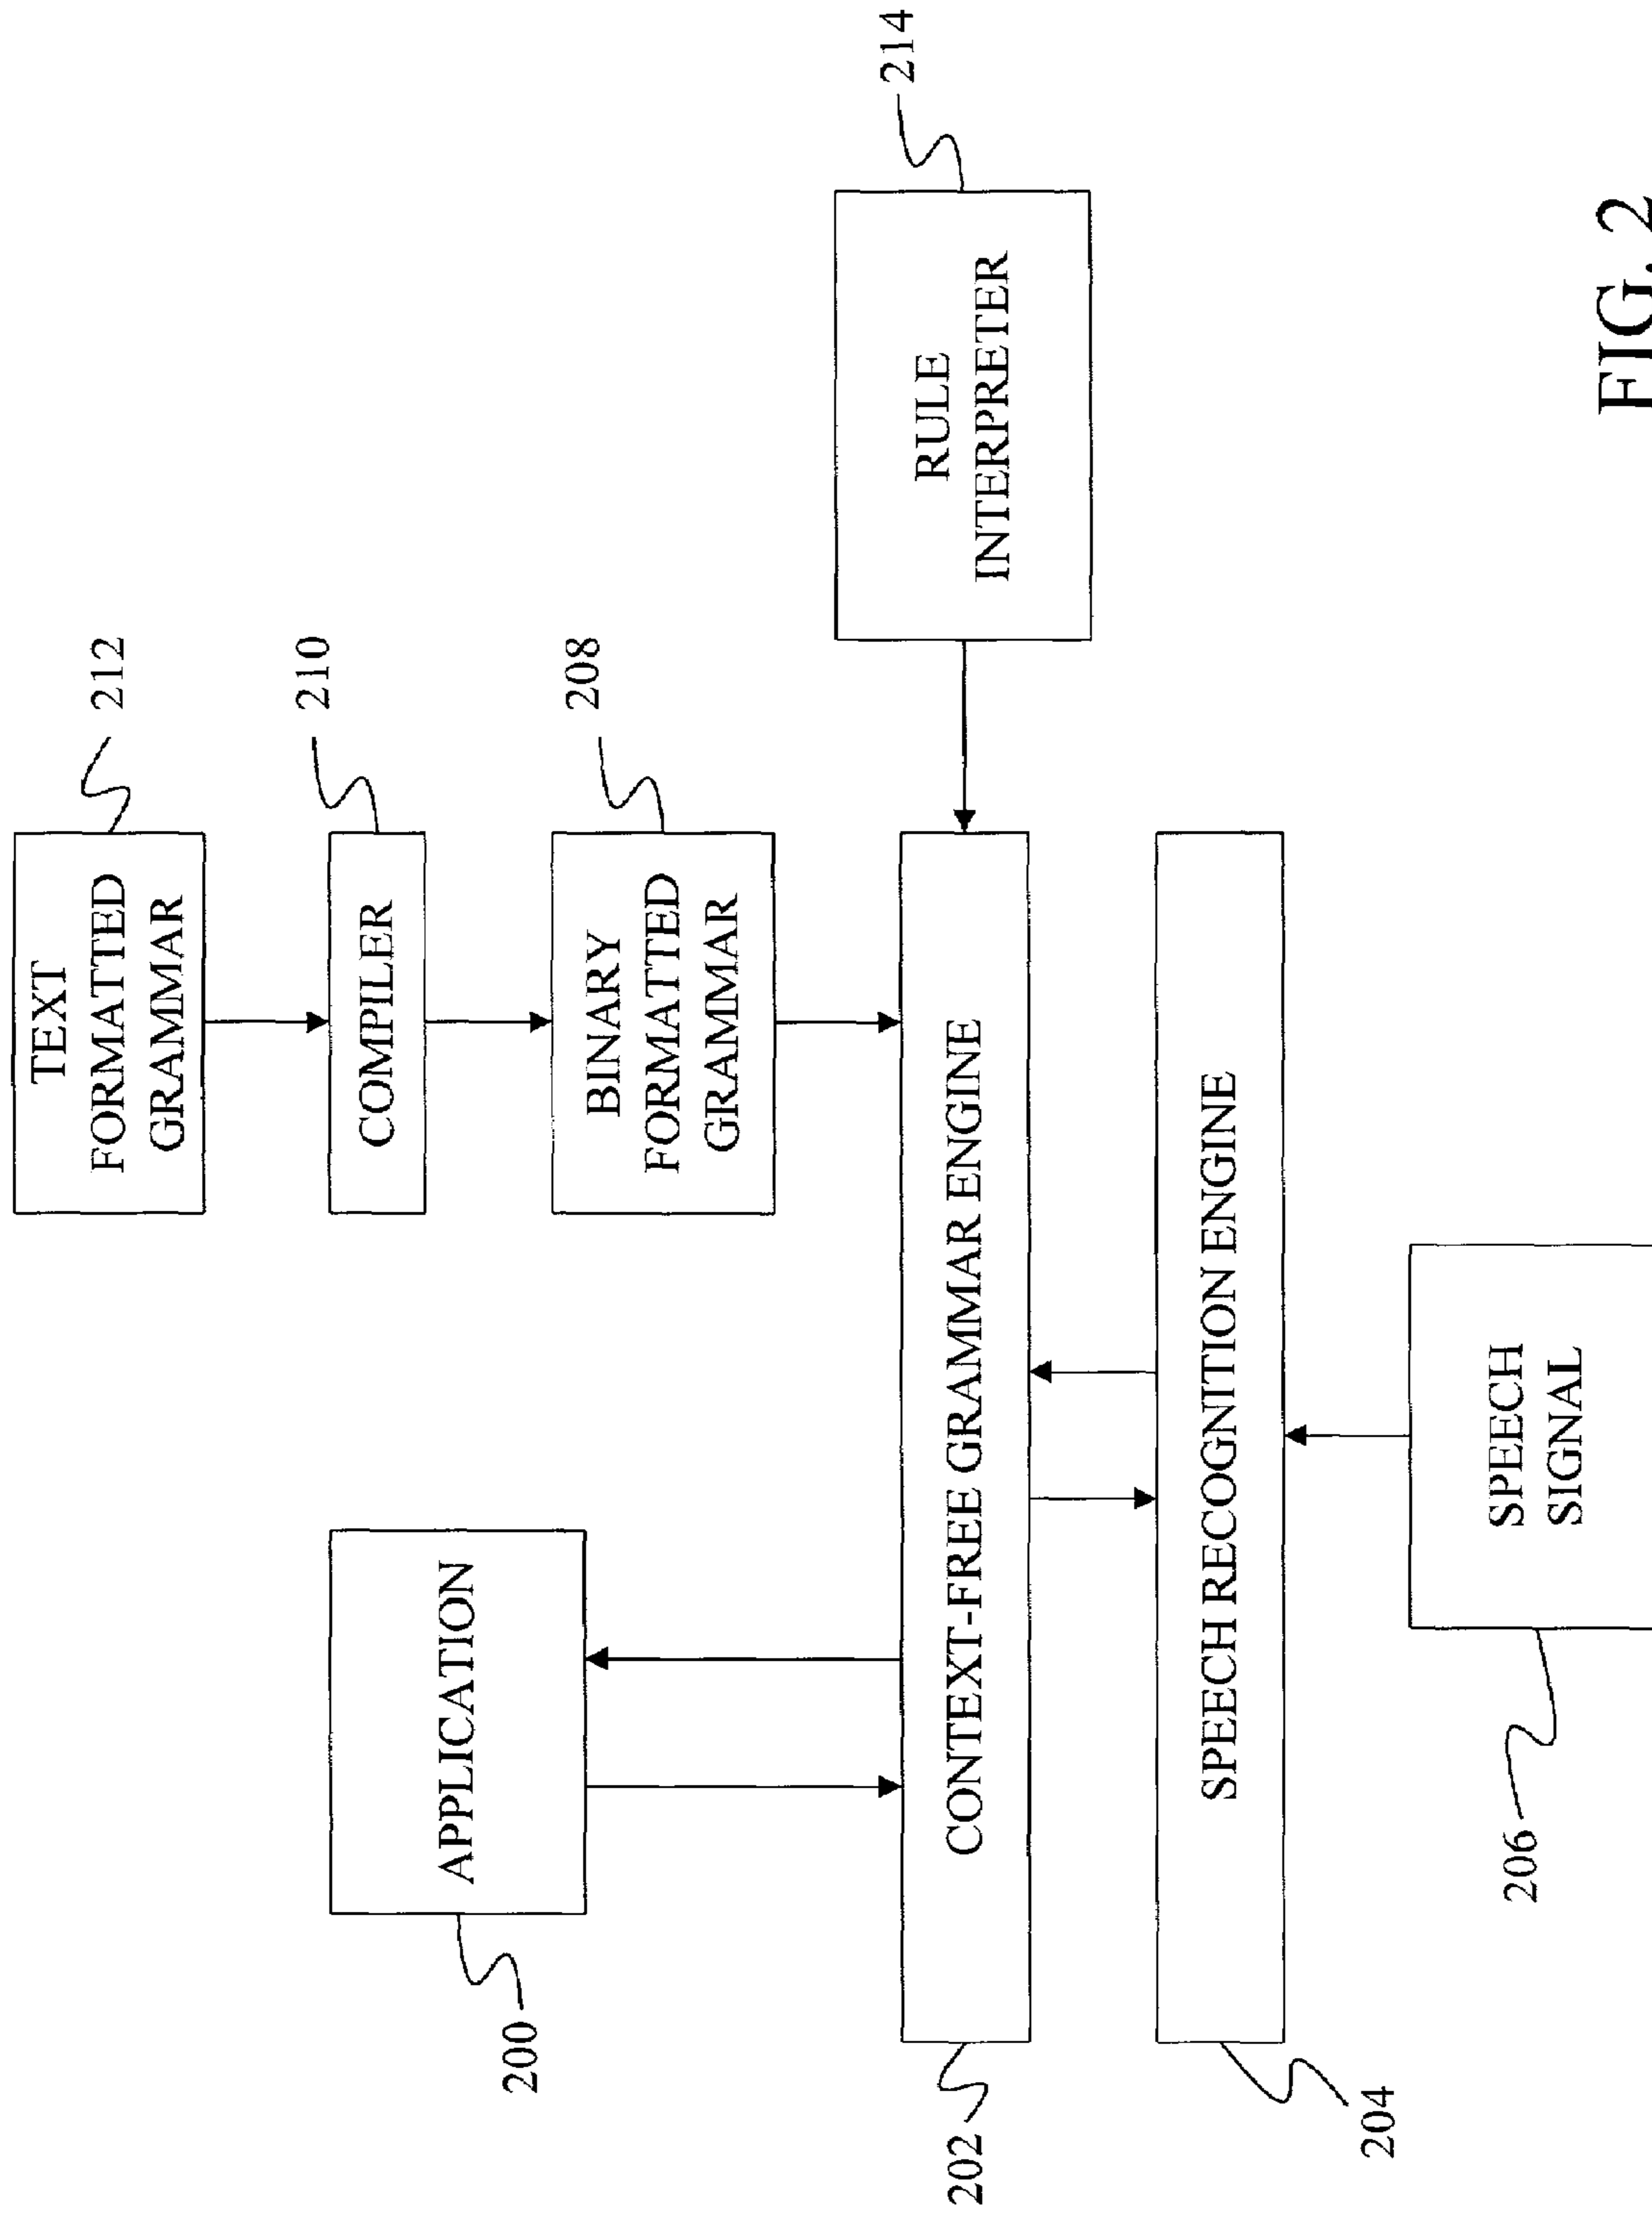 TEXT
FORMATTED
GRAMMAR
212
COMPILER
210
APPLICATION
200
BINARY
FORMATTED
GRAMMAR
208
RULE
INTERPRETER
214
CONTEXT-FREE GRAMMAR ENGINE
202
SPEECH RECOGNITION ENGINE
204
SPEECH
SIGNAL
206
FIG. 2